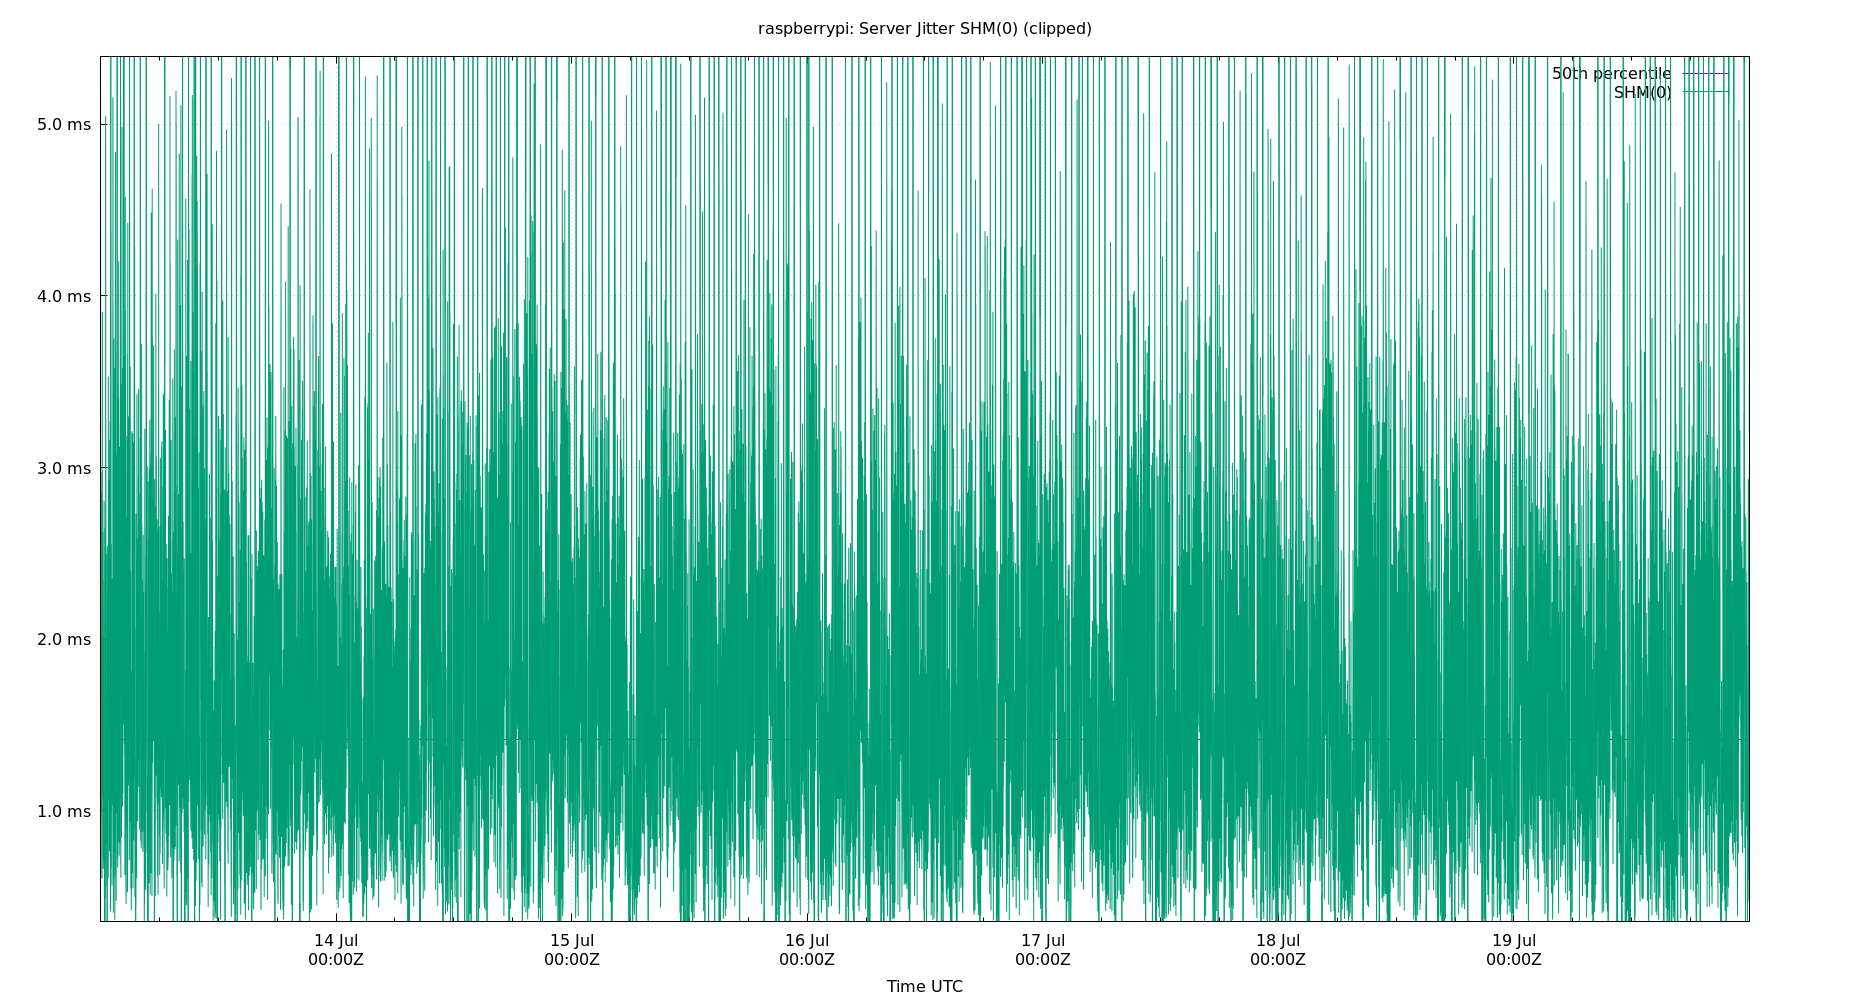 raspberrypi: Server Jitter SHM(0) (clipped)
50th percentile
SHM(0)
5.0 ms
4.0 ms
3.0 ms
2.0 ms
1.0 ms
14 Jul 15 Jul 16 Jul 17 Jul 18 Jul 19 Jul
00:00Z 00:00Z 00:00Z 00:00Z 00:00Z 00:00Z
Time UTC